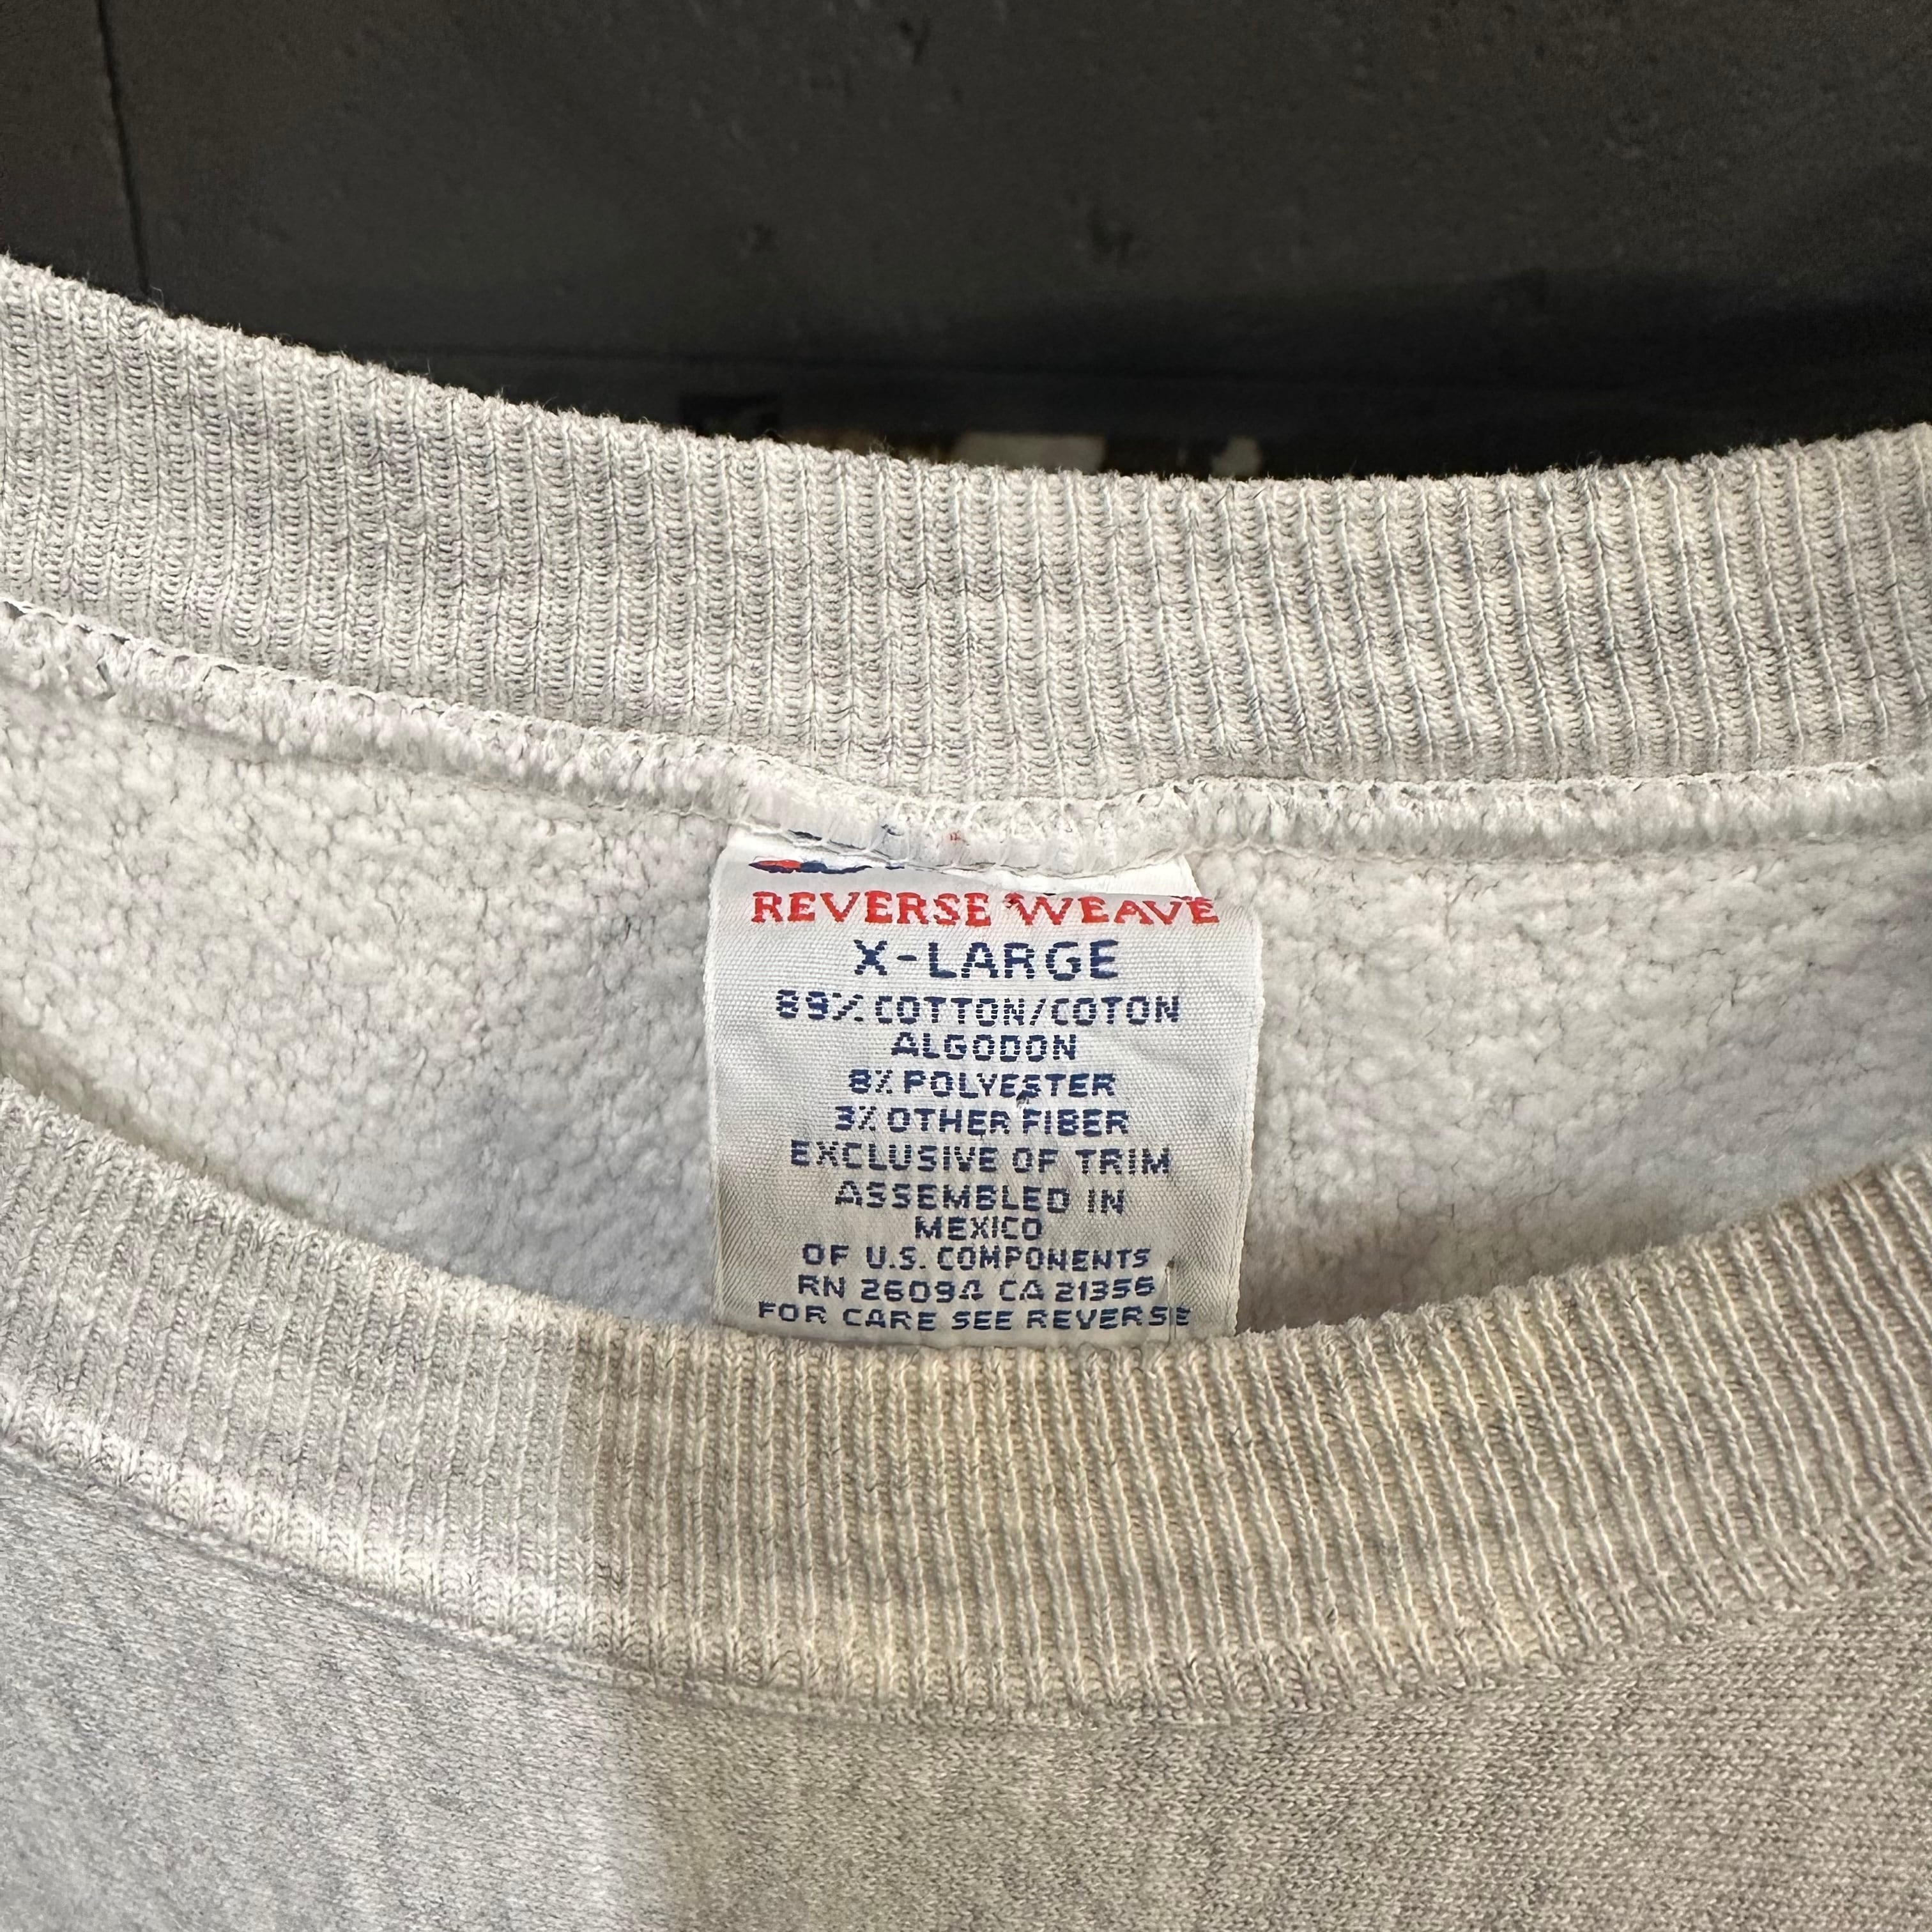 REVERSE WEAVE
X-LARGE
89% COTTON/COTON
ALGODON
8% POLYESTER
3% OTHER FIBER
EXCLUSIVE OF TRIM
ASSEMBLED IN
MEXICO
OF U.S. COMPONENTS
RN 26094 CA 21356
FOR CARE SEE REVERSE